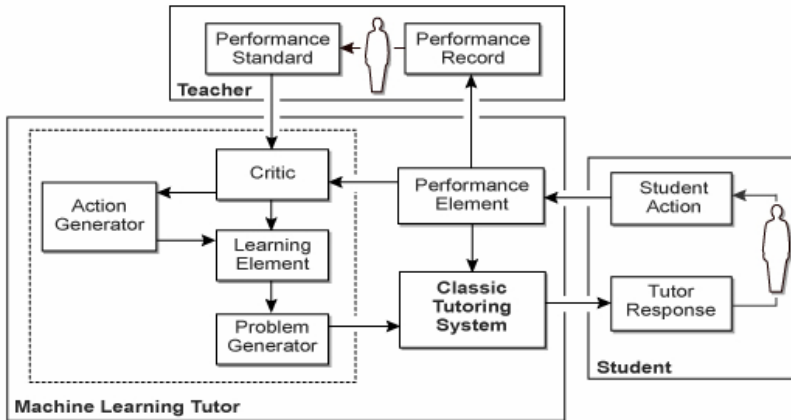 Performance
Standard
Performance
Record
Teacher
Critic
Action
Generator
Performance
Element
Student
Action
Learning
Element
Classic
Tutoring
System
Tutor
Response
Problem
Generator
Student
Machine Learning Tutor